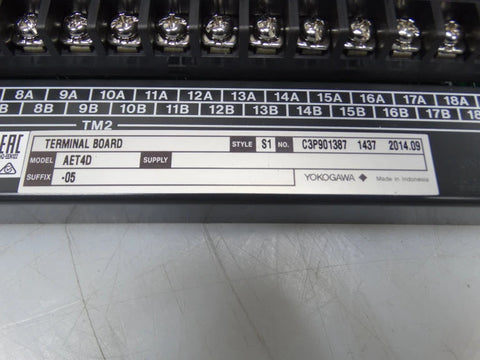 8A 9A 10A 11A 12A 13A 14A 15A 16A 17A 18A
8B 9B 10B 11B 12B 13B 14B 15B 16B 17B
TM2
EAC
TERMINAL BOARD STYLE S1 NO. C3P901387 1437 2014.09
MODEL AET4D SUPPLY
SUFFIX -05 YOKOGAWA Made in Indonesia